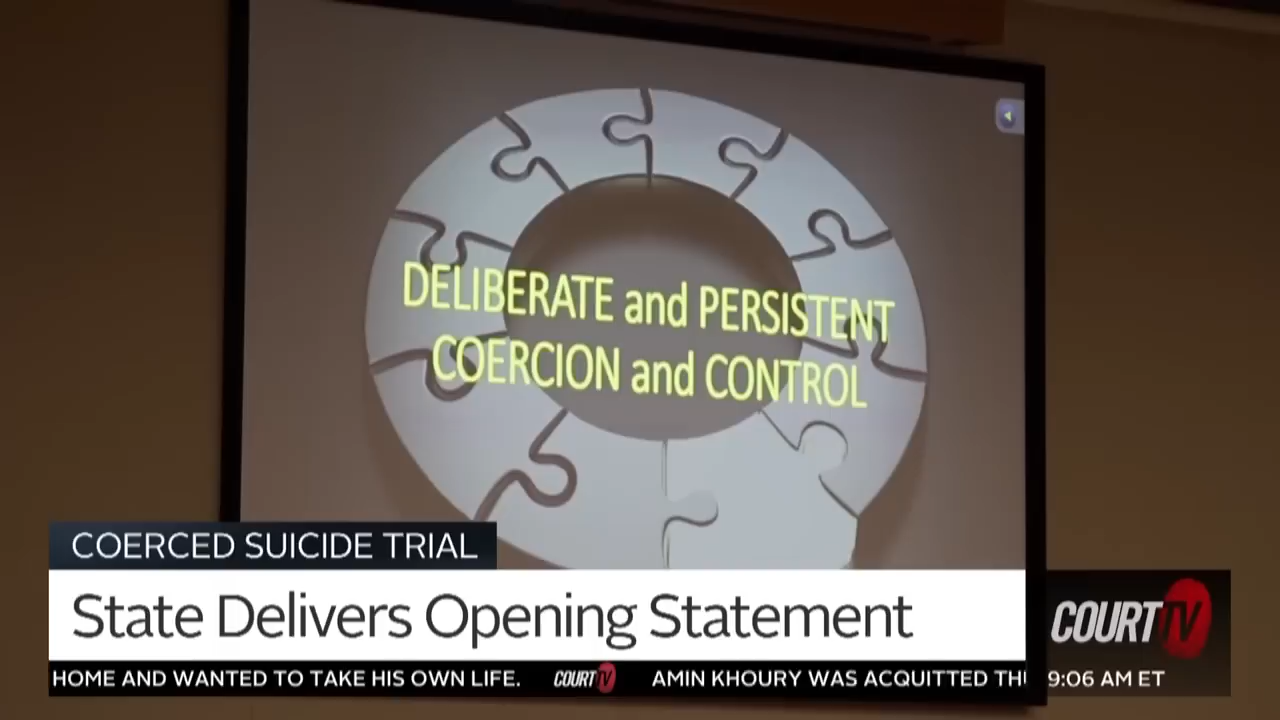 DELIBERATE and PERSISTENT
COERCION and CONTROL
COERCED SUICIDE TRIAL
State Delivers Opening Statement
COURT TV
HOME AND WANTED TO TAKE HIS OWN LIFE. COURT TV AMIN KHOURY WAS ACQUITTED 9:06 AM ET